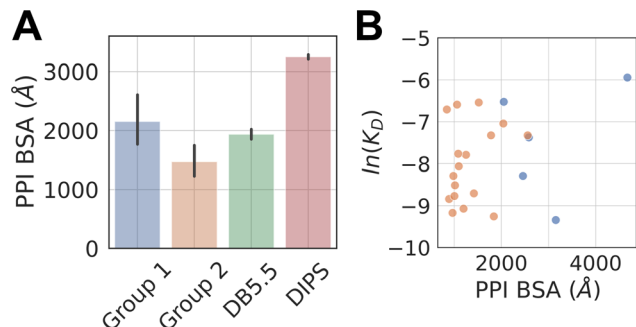 A
PPI BSA (Å)
3000
2000
1000
0
Group 1
Group 2
DB5.5
DIPS
B
ln(K_D)
−5
−6
−7
−8
−9
−10
2000
4000
PPI BSA (Å)